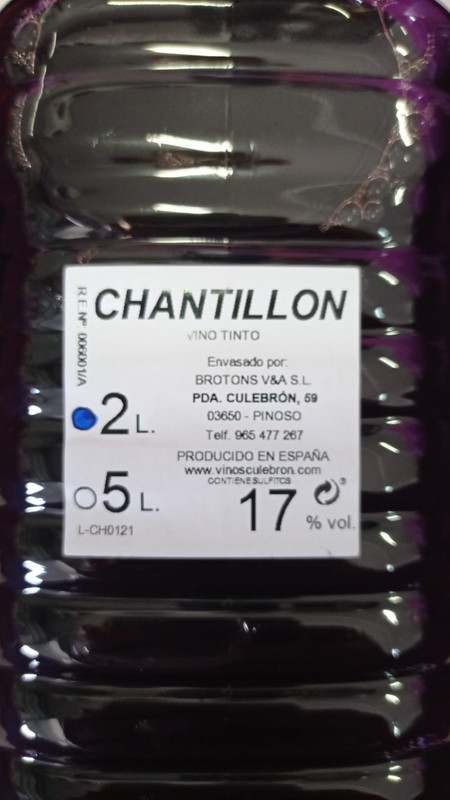 CHANTILLON
VINO TINTO
R.E. Nº. 006001/A
Envasado por:
BROTONS V&A S.L.
PDA. CULEBRÓN, 59
03650 - PINOSO
Telf. 965 477 267
PRODUCIDO EN ESPAÑA
www.vinosculebron.com
CONTIENE SULFITOS
2 L.
5 L.
17 % vol.
L-CH0121